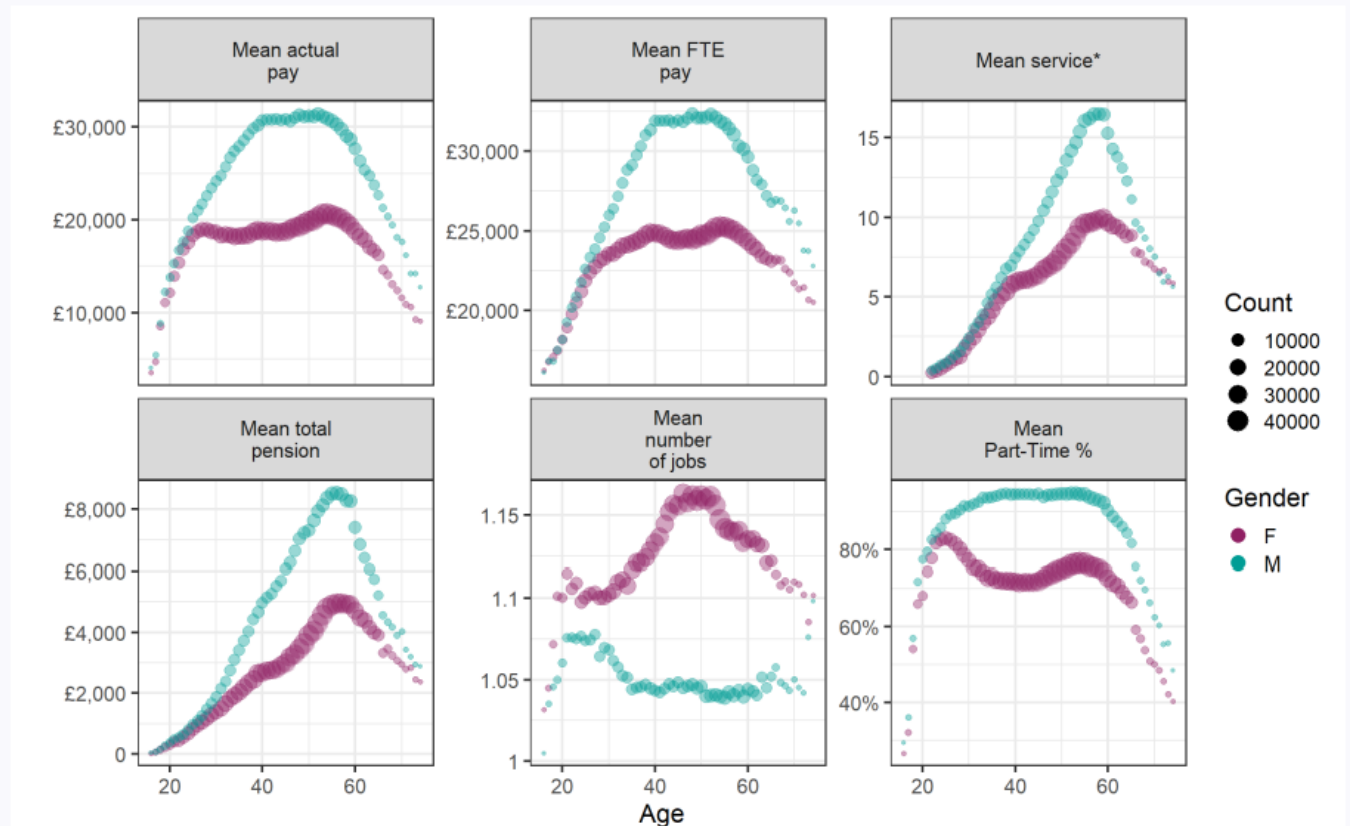 Mean actual
pay
Mean FTE
pay
Mean service*
£30,000
£20,000
£10,000
£30,000
£25,000
£20,000
15
10
5
0
Mean total
pension
Mean
number
of jobs
Mean
Part-Time %
£8,000
£6,000
£4,000
£2,000
0
1.15
1.1
1.05
1
80%
60%
40%
20
40
60
20
40
60
20
40
60
Age
Count
10000
20000
30000
40000
Gender
F
M